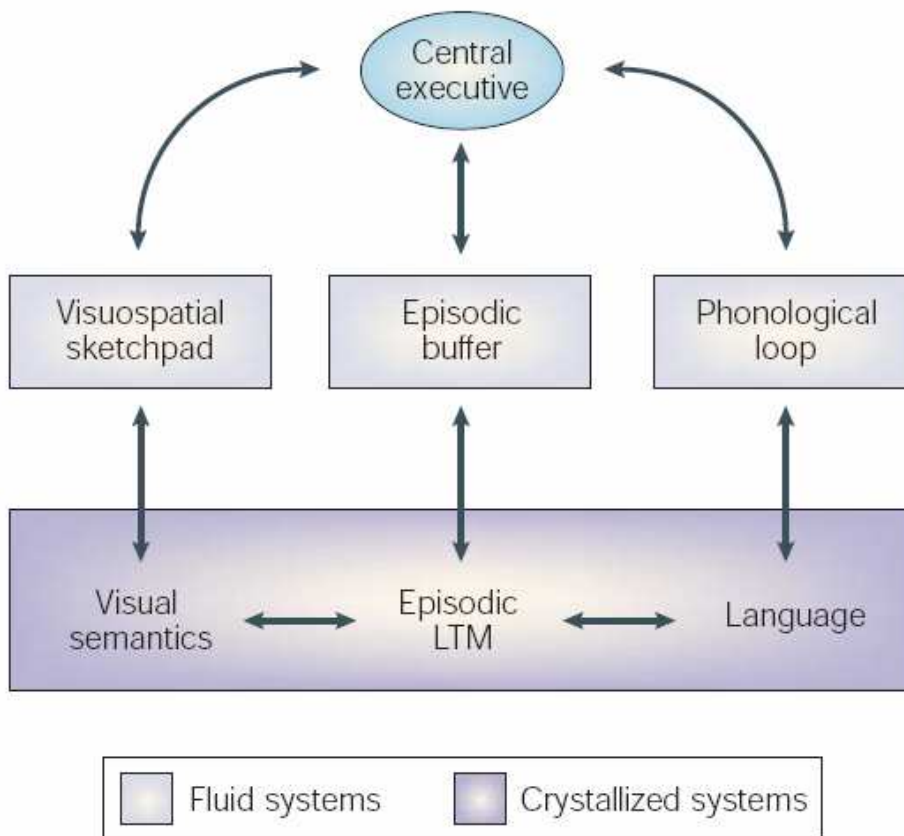 Central
executive
Visuospatial
sketchpad
Episodic
buffer
Phonological
loop
Visual
semantics
Episodic
LTM
Language
Fluid systems
Crystallized systems